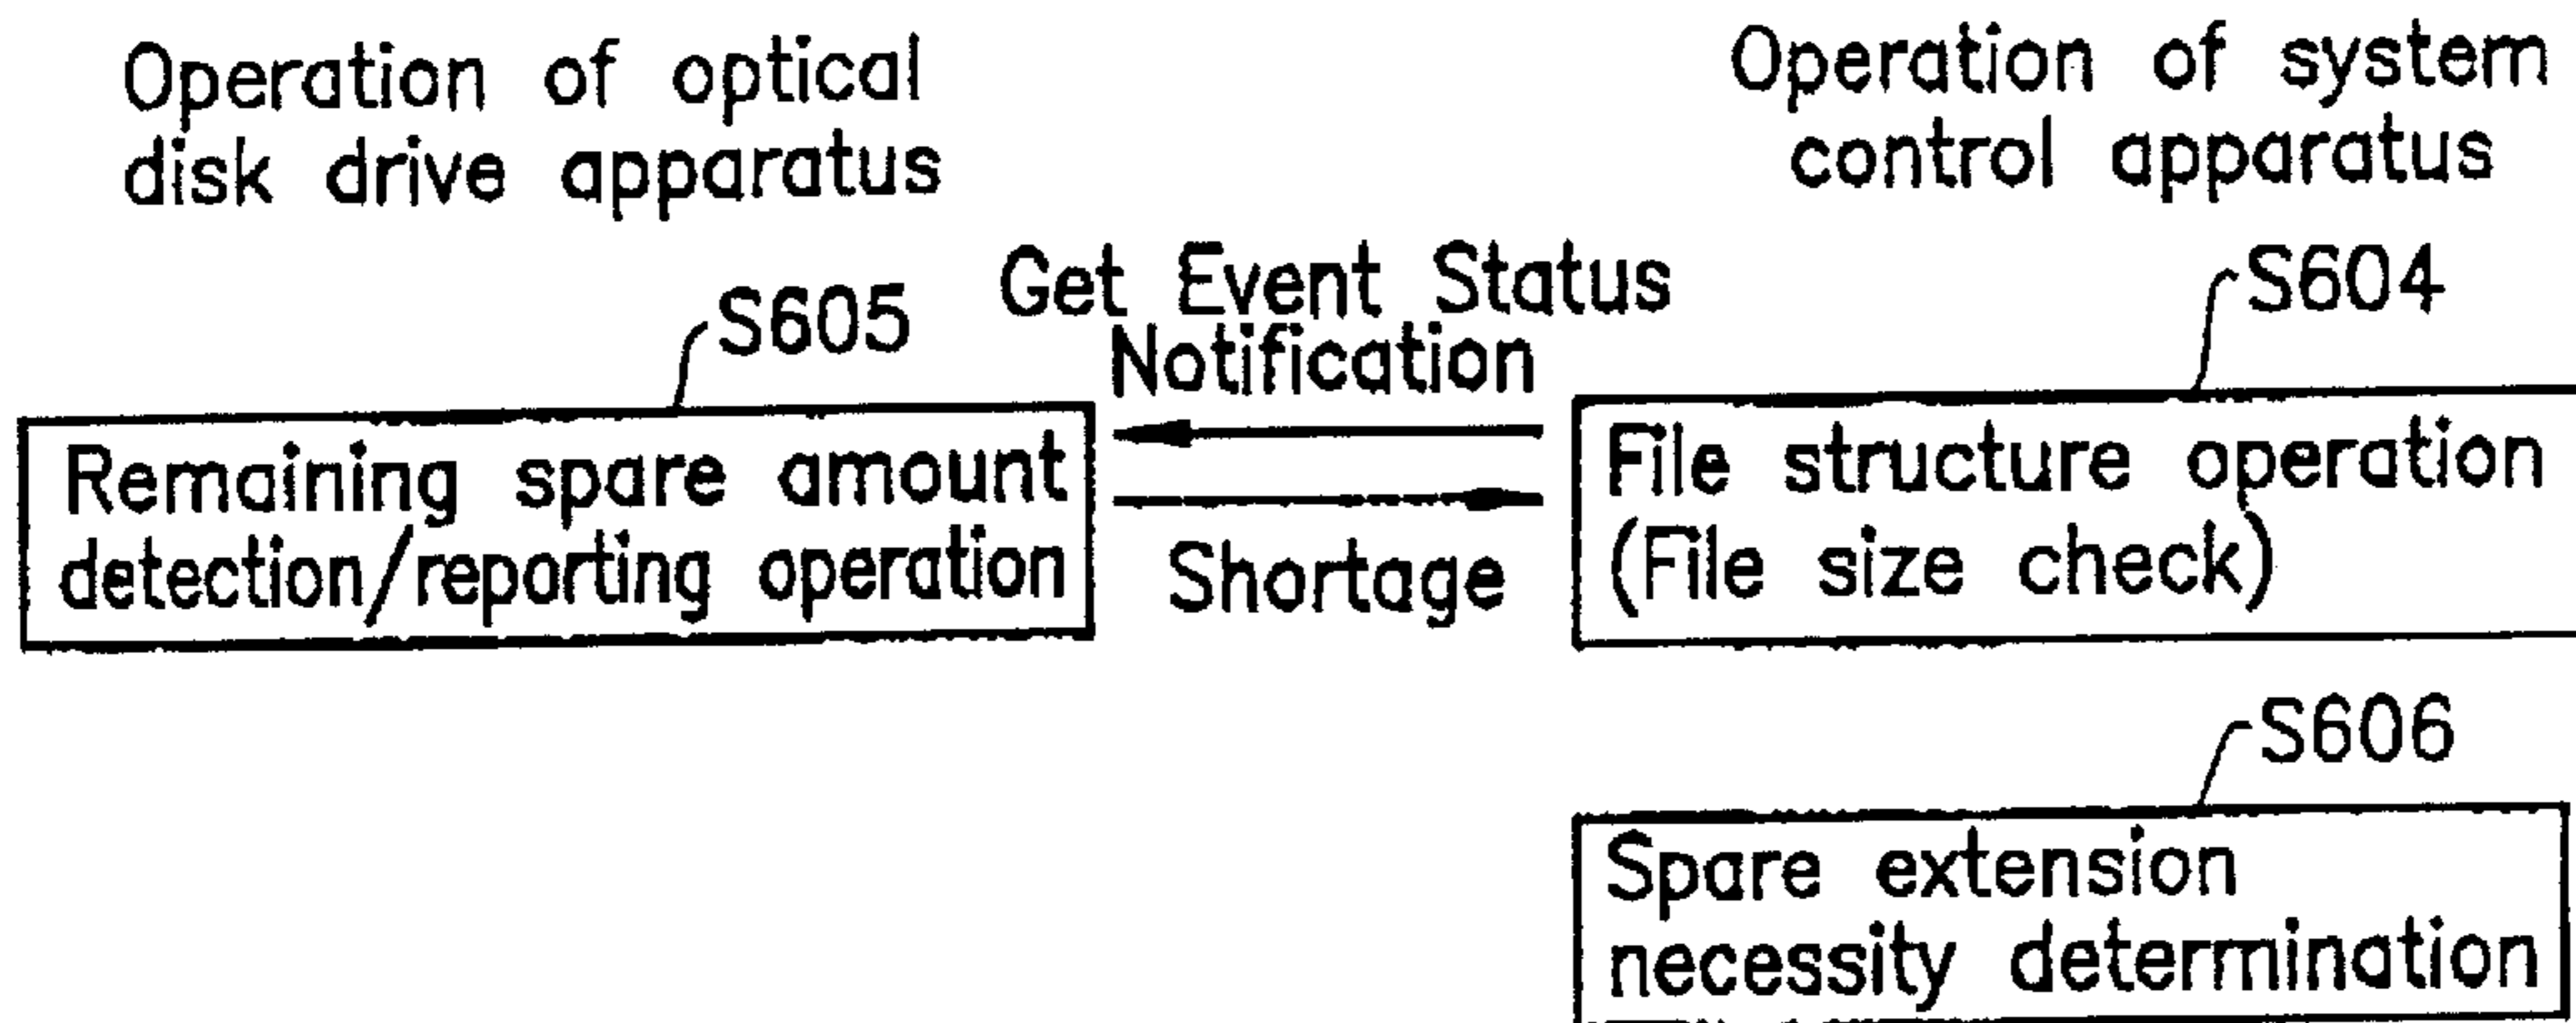 Operation of optical
disk drive apparatus
Operation of system
control apparatus
S605
Get Event Status
Notification
S604
Remaining spare amount
detection/reporting operation
Shortage
File structure operation
(File size check)
S606
Spare extension
necessity determination